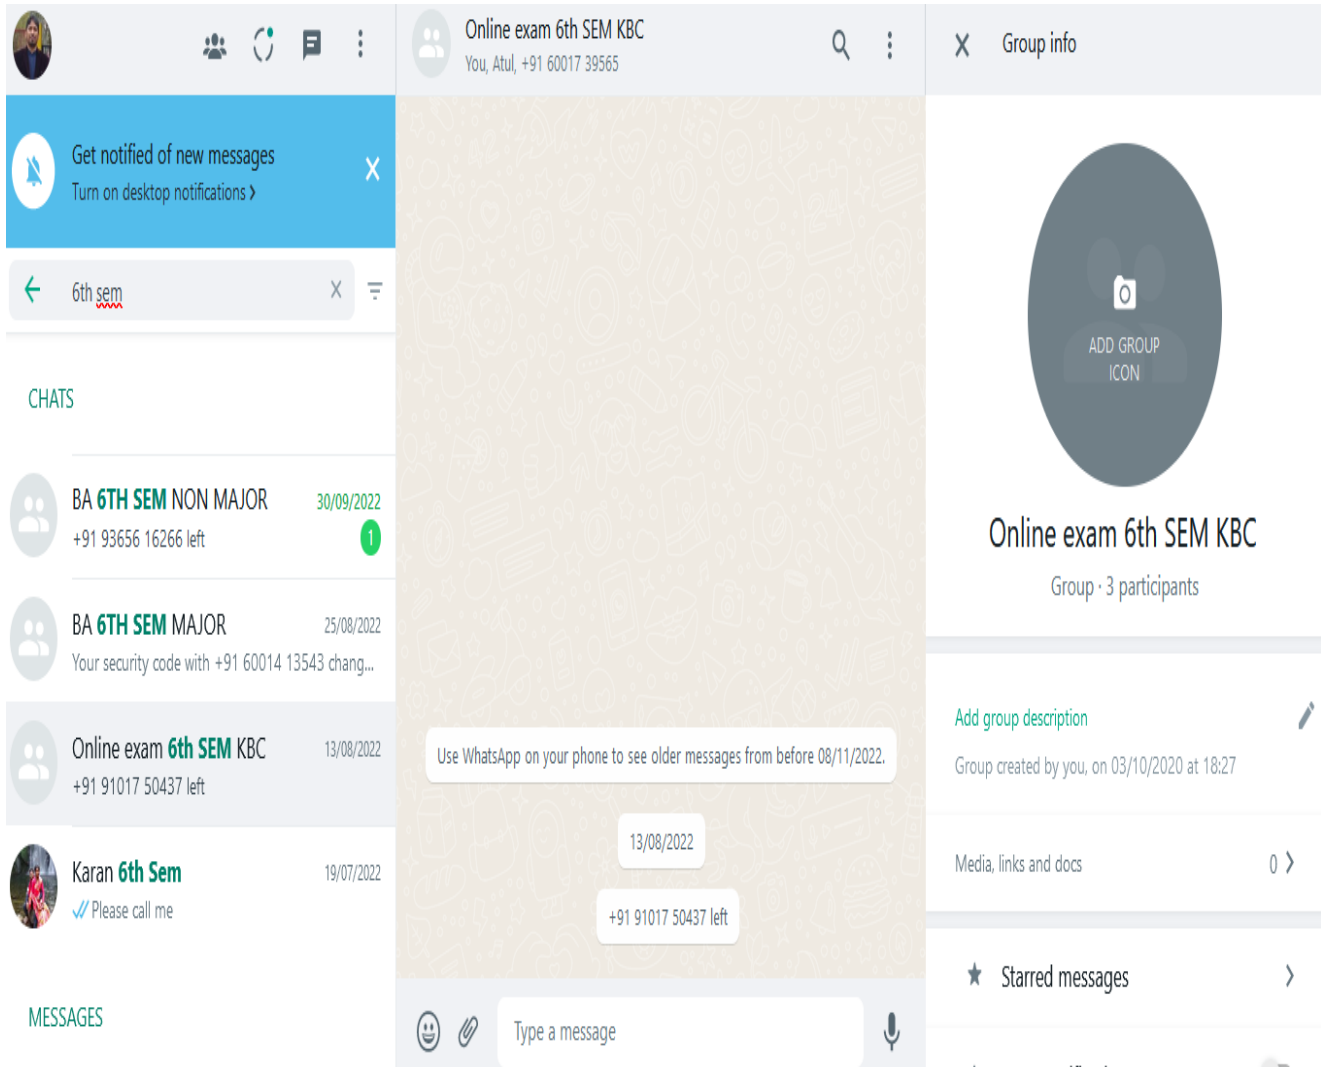 Get notified of new messages
Turn on desktop notifications >
6th sem
CHATS
BA 6TH SEM NON MAJOR
30/09/2022
+91 93656 16266 left
1
BA 6TH SEM MAJOR
25/08/2022
Your security code with +91 60014 13543 chang...
Online exam 6th SEM KBC
13/08/2022
+91 91017 50437 left
Karan 6th Sem
19/07/2022
Please call me
MESSAGES
Online exam 6th SEM KBC
You, Atul, +91 60017 39565
Use WhatsApp on your phone to see older messages from before 08/11/2022.
13/08/2022
+91 91017 50437 left
Type a message
Group info
ADD GROUP
ICON
Online exam 6th SEM KBC
Group · 3 participants
Add group description
Group created by you, on 03/10/2020 at 18:27
Media, links and docs
0 >
Starred messages